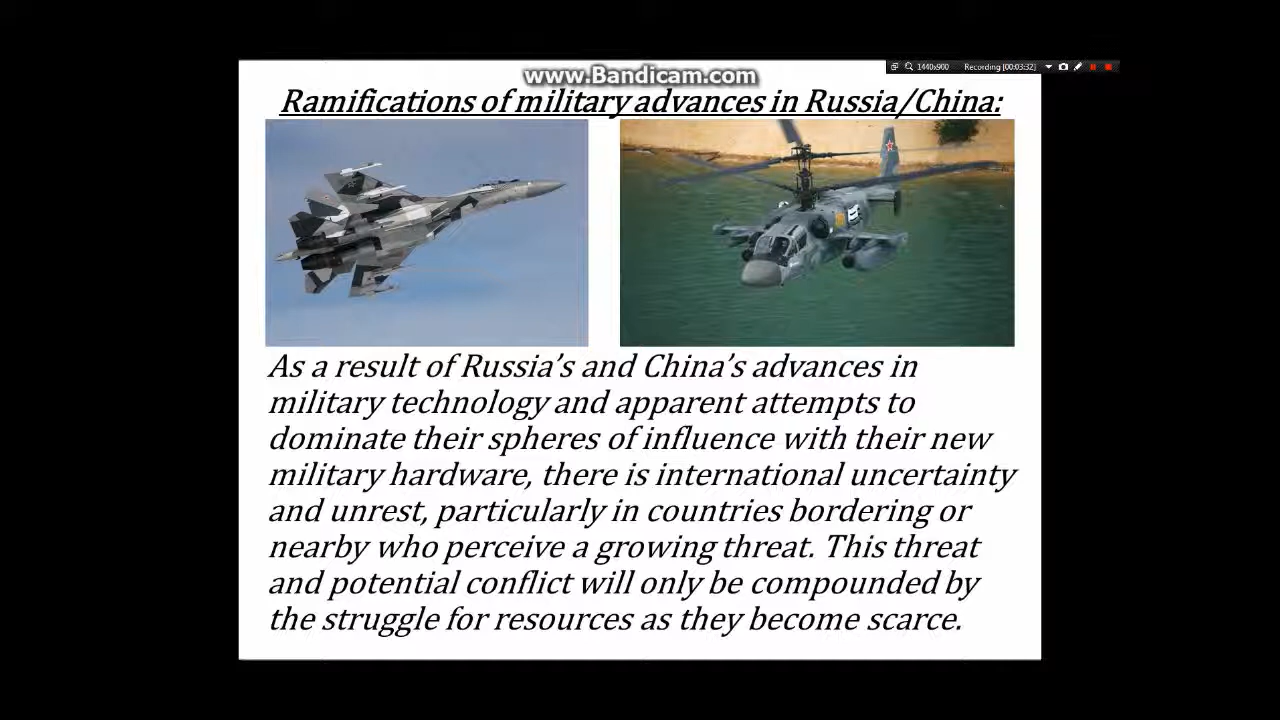 www.Bandicam.com
1440x900 Recording [00:03:32]
Ramifications of military advances in Russia/China:
As a result of Russia’s and China’s advances in
military technology and apparent attempts to
dominate their spheres of influence with their new
military hardware, there is international uncertainty
and unrest, particularly in countries bordering or
nearby who perceive a growing threat. This threat
and potential conflict will only be compounded by
the struggle for resources as they become scarce.